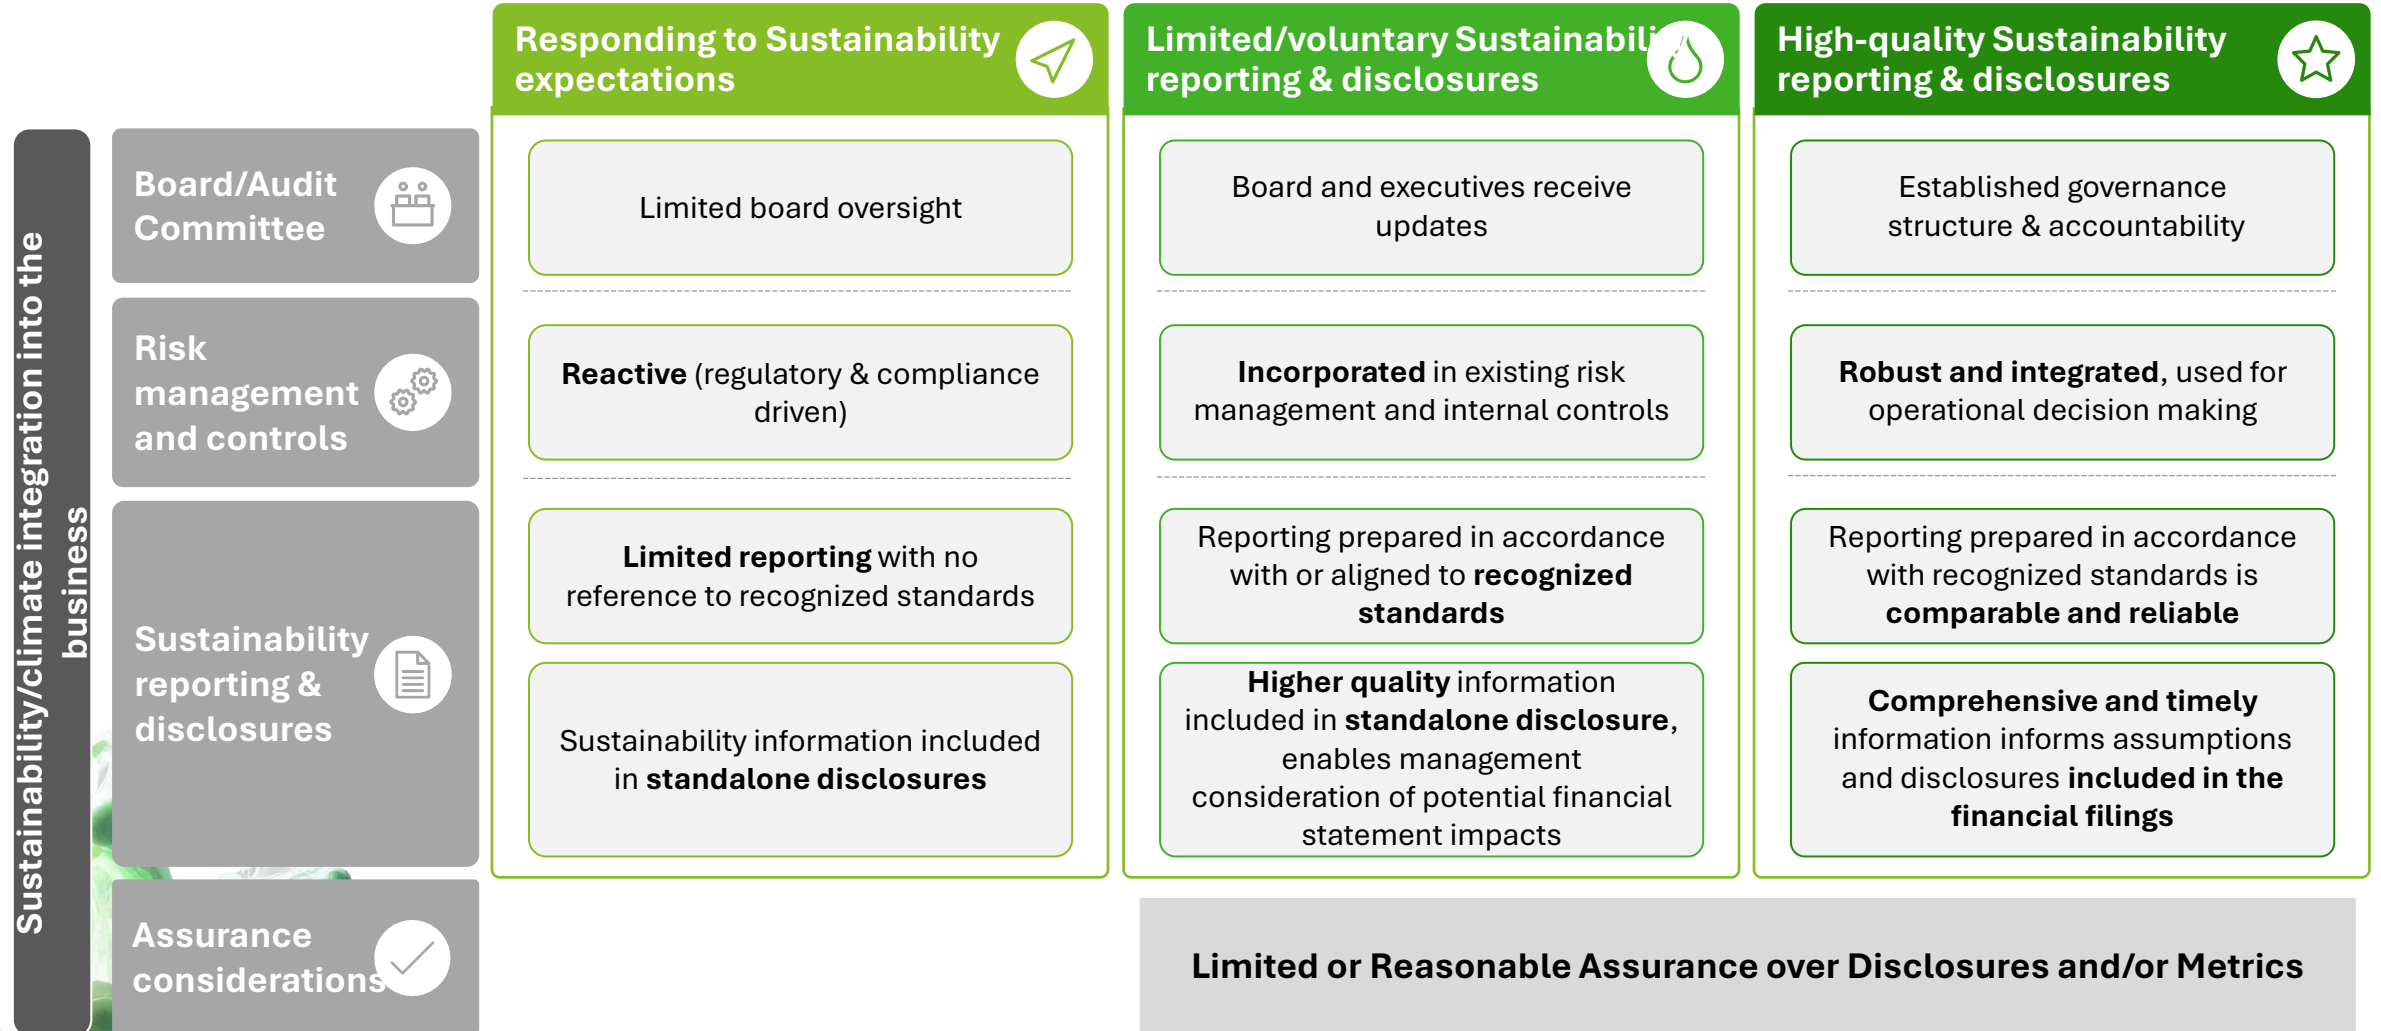 Responding to Sustainability
expectations
Limited/voluntary Sustainabili
reporting & disclosures
High-quality Sustainability
reporting & disclosures
Sustainability/climate integration into the
business
Board/Audit
Committee
Limited board oversight
Board and executives receive
updates
Established governance
structure & accountability
Risk
management
and controls
Reactive (regulatory & compliance
driven)
Incorporated in existing risk
management and internal controls
Robust and integrated, used for
operational decision making
Sustainability
reporting &
disclosures
Limited reporting with no
reference to recognized standards
Reporting prepared in accordance
with or aligned to recognized
standards
Reporting prepared in accordance
with recognized standards is
comparable and reliable
Sustainability information included
in standalone disclosures
Higher quality information
included in standalone disclosure,
enables management
consideration of potential financial
statement impacts
Comprehensive and timely
information informs assumptions
and disclosures included in the
financial filings
Assurance
considerations
Limited or Reasonable Assurance over Disclosures and/or Metrics